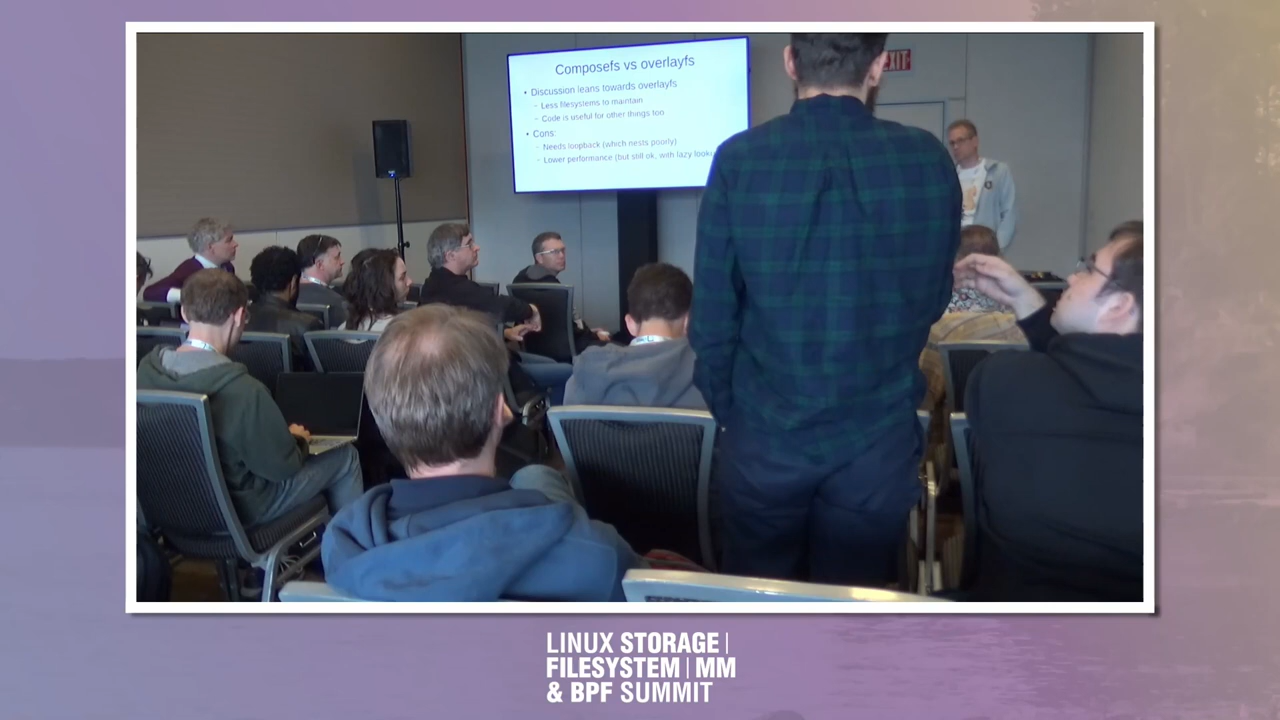 Composefs vs overlayfs
• Discussion leans towards overlayfs
- Less filesystems to maintain
- Code is useful for other things too
• Cons:
- Needs loopback (which nests poorly)
- Lower performance (but still ok, with lazy
EXIT
LINUX STORAGE |
FILESYSTEM | MM
& BPF SUMMIT